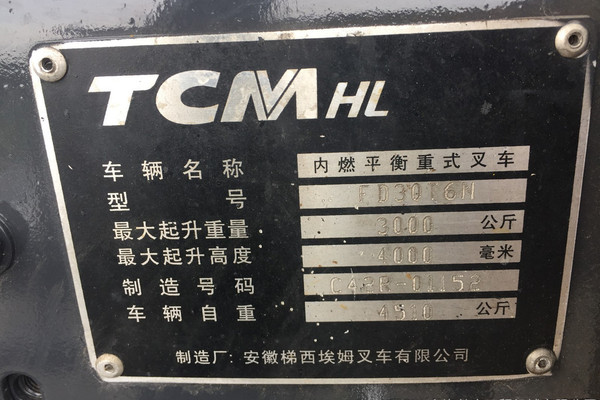 TCM HL
车辆名称 内燃平衡重式叉车
型号 FD30T6N
最大起升重量 3000 公斤
最大起升高度 4000 毫米
制造号码
车辆自重 公斤
制造厂:安徽梯西埃姆叉车有限公司